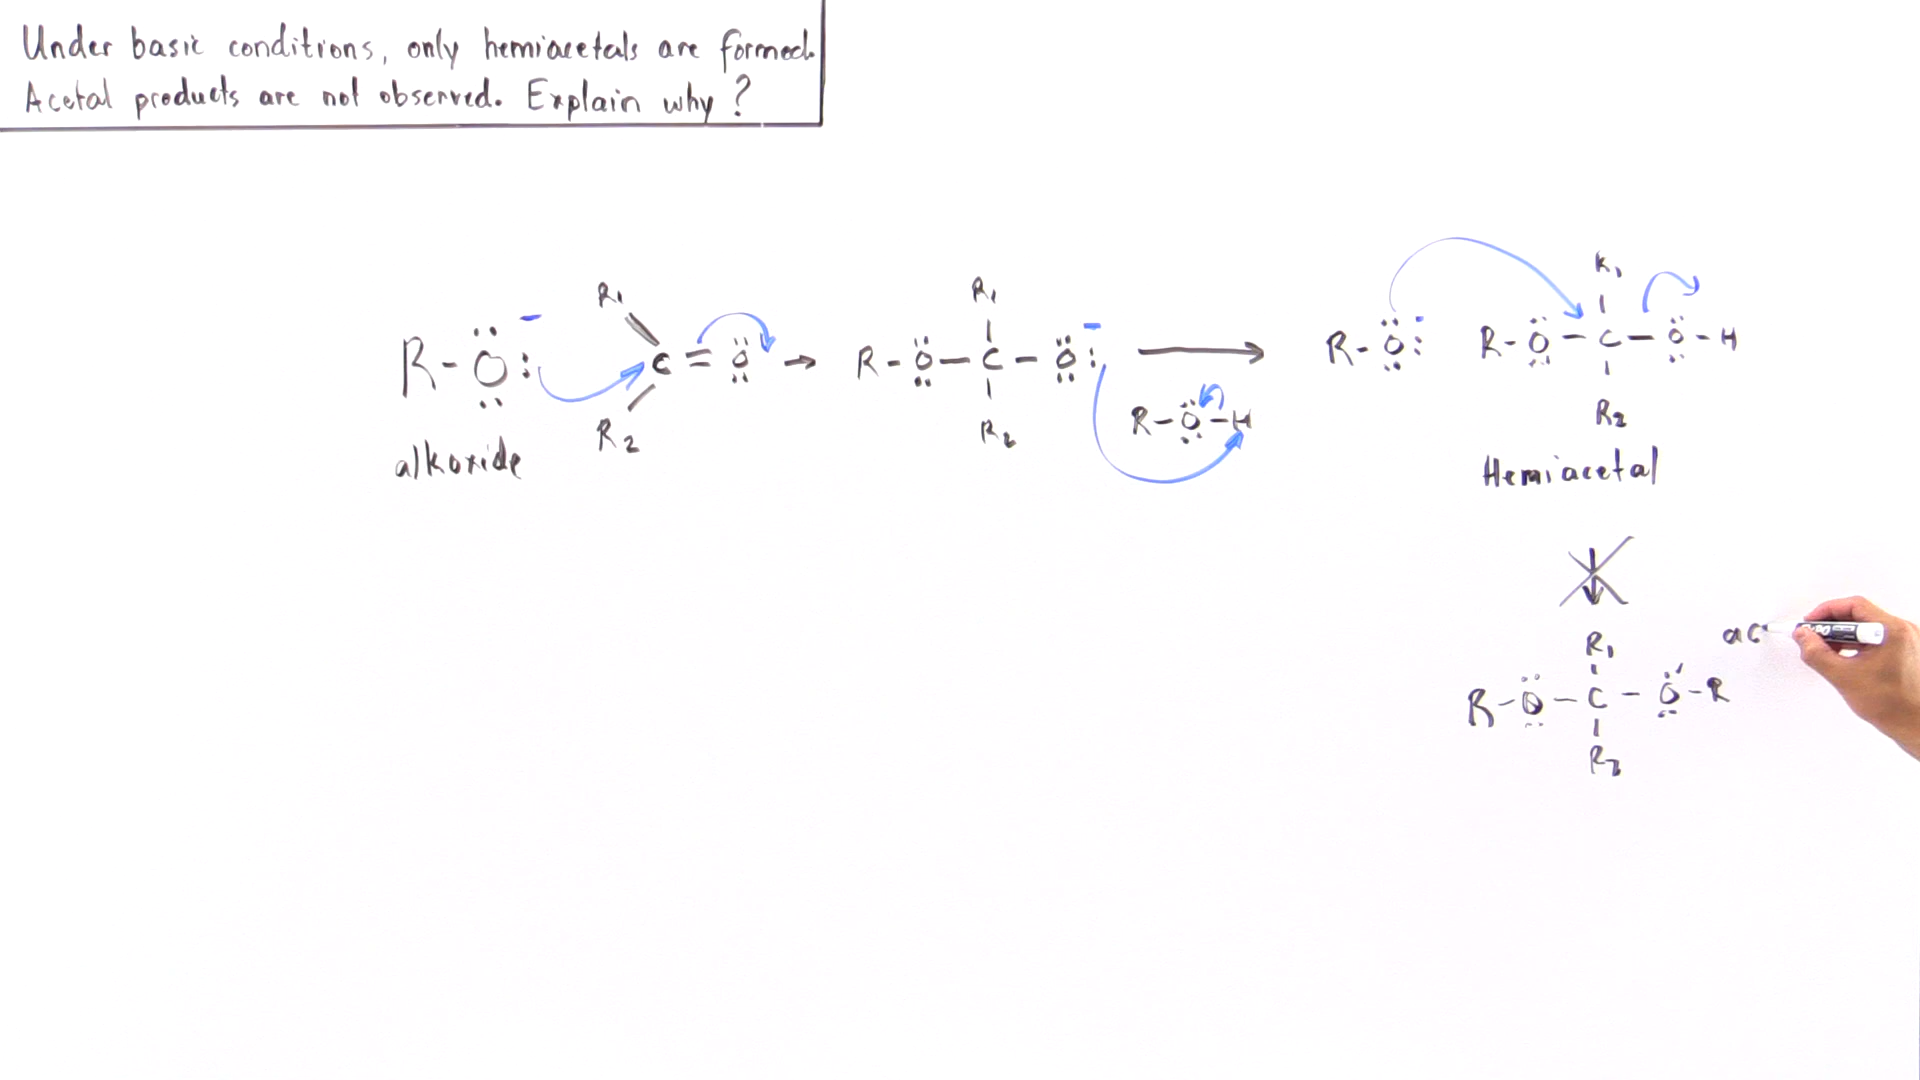 Under basic conditions, only hemiacetals are formed.
Acetal products are not observed. Explain why?
R₁ R₁ R₁
R-O: C=O R-O-C-O: R-O: R-O-C-O-H
R-O-H
R₂ R₂ R₂
alkoxide Hemiacetal
R₁
ac
R-O-C-O-R
R₂